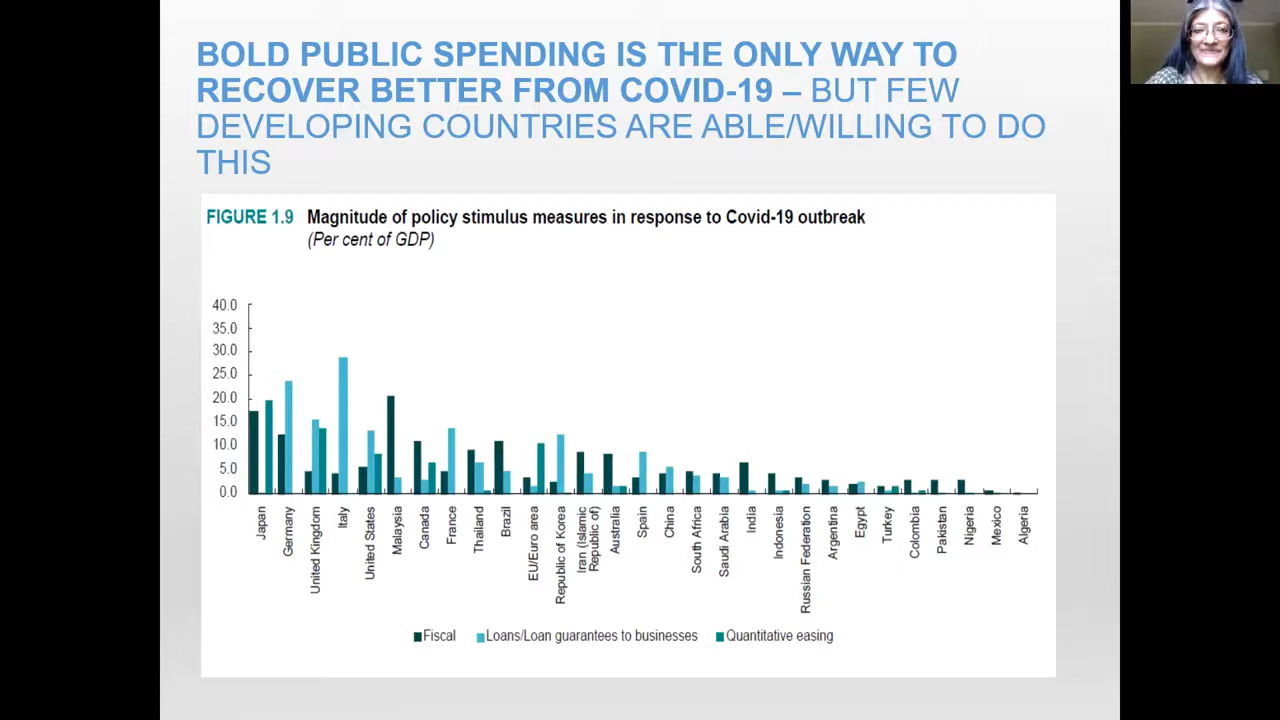 BOLD PUBLIC SPENDING IS THE ONLY WAY TO
RECOVER BETTER FROM COVID-19 – BUT FEW
DEVELOPING COUNTRIES ARE ABLE/WILLING TO DO
THIS
FIGURE 1.9 Magnitude of policy stimulus measures in response to Covid-19 outbreak
(Per cent of GDP)
40.0
35.0
30.0
25.0
20.0
15.0
10.0
5.0
0.0
Japan
Germany
United Kingdom
Italy
United States
Malaysia
Canada
France
Thailand
Brazil
EU/Euro area
Republic of Korea
Iran (Islamic
Republic of)
Australia
Spain
China
South Africa
Saudi Arabia
India
Indonesia
Russian Federation
Argentina
Egypt
Turkey
Colombia
Pakistan
Nigeria
Mexico
Algeria
Fiscal Loans/Loan guarantees to businesses Quantitative easing